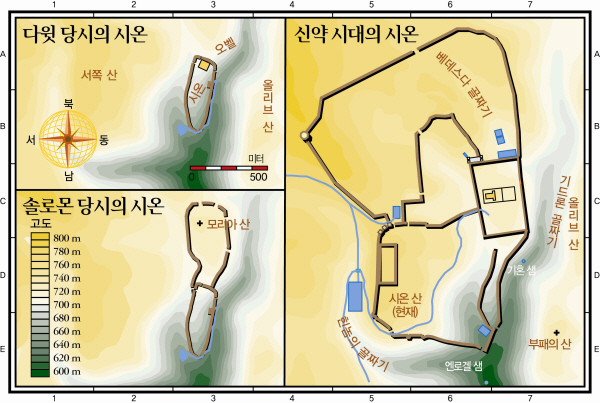 1 2 3 4 5 6 7
다윗 당시의 시온
오벨
서쪽 산
시온
올리브 산
북
서 동
남
미터
0 500
솔로몬 당시의 시온
고도
800 m
780 m
760 m
740 m
720 m
700 m
680 m
660 m
640 m
620 m
600 m
모리아 산
신약 시대의 시온
베데스다 골짜기
기드론 골짜기
올리브 산
기혼 샘
시온 산
(현재)
힌놈의 골짜기
부패의 산
엔로겔 샘
A
B
C
D
E
A
B
C
D
E
1 2 3 4 5 6 7